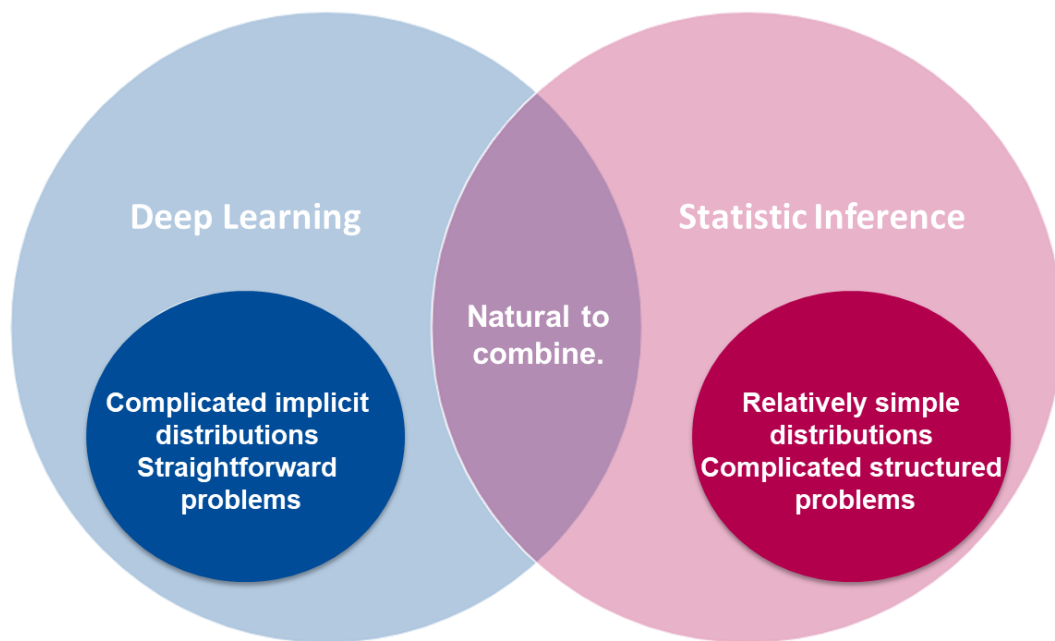 Deep Learning
Statistic Inference
Natural to
combine.
Complicated implicit
distributions
Straightforward
problems
Relatively simple
distributions
Complicated structured
problems